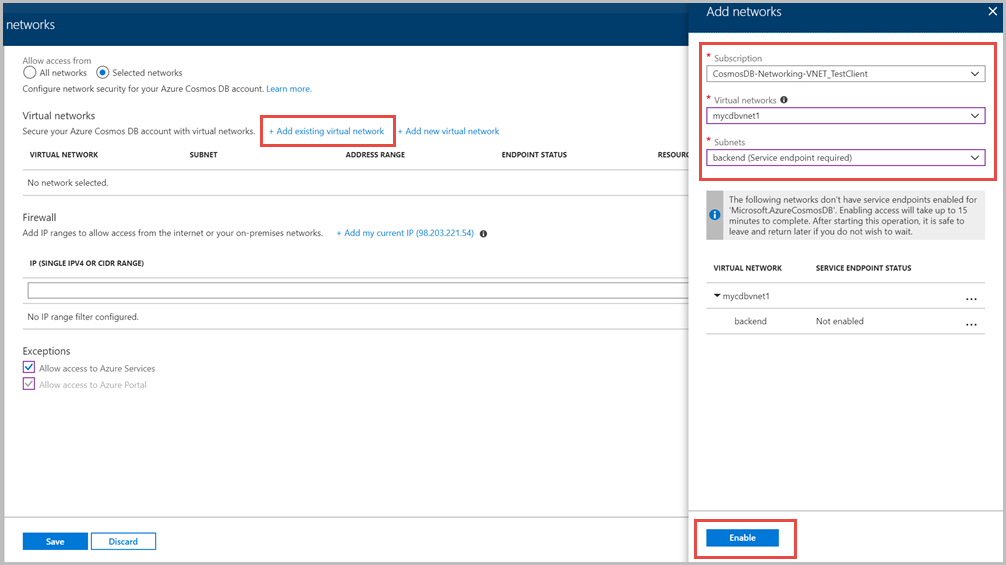 networks
Allow access from
All networks Selected networks
Configure network security for your Azure Cosmos DB account. Learn more.
Virtual networks
Secure your Azure Cosmos DB account with virtual networks. + Add existing virtual network + Add new virtual network
VIRTUAL NETWORK SUBNET ADDRESS RANGE ENDPOINT STATUS RESOURC
No network selected.
Firewall
Add IP ranges to allow access from the internet or your on-premises networks. + Add my current IP (98.203.221.54)
IP (SINGLE IPV4 OR CIDR RANGE)
No IP range filter configured.
Exceptions
Allow access to Azure Services
Allow access to Azure Portal
Save Discard
Add networks
* Subscription
CosmosDB-Networking-VNET_TestClient
* Virtual networks
mycdbvnet1
* Subnets
backend (Service endpoint required)
The following networks don't have service endpoints enabled for
'Microsoft.AzureCosmosDB'. Enabling access will take up to 15
minutes to complete. After starting this operation, it is safe to
leave and return later if you do not wish to wait.
VIRTUAL NETWORK SERVICE ENDPOINT STATUS
mycdbvnet1 ...
backend Not enabled ...
Enable